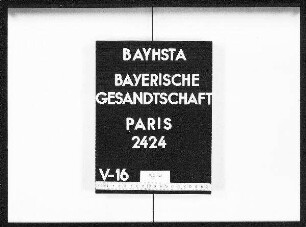 BAYHSTA
BAYERISCHE
GESANDTSCHAFT
PARIS
2424
V-16